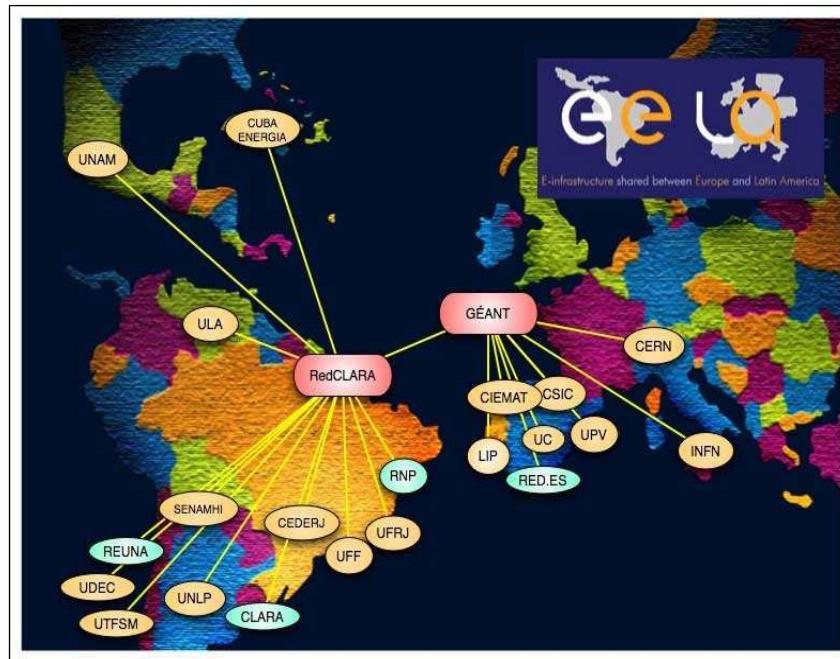 eela
E-infrastructure shared between Europe and Latin America
CUBA
ENERGIA
UNAM
GÉANT
ULA
CERN
RedCLARA
CIEMAT
CSIC
UC
UPV
LIP
INFN
RNP
RED.ES
SENAMHI
CEDERJ
UFRJ
REUNA
UFF
UDEC
UNLP
CLARA
UTFSM